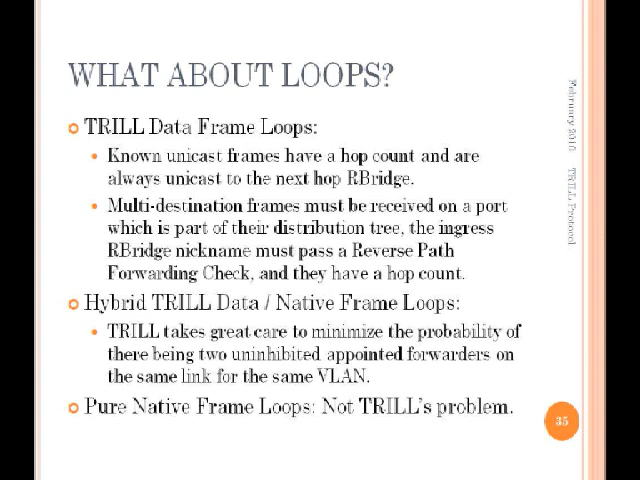 WHAT ABOUT LOOPS?
TRILL Data Frame Loops:
Known unicast frames have a hop count and are
always unicast to the next hop RBridge.
Multi-destination frames must be received on a port
which is part of their distribution tree, the ingress
RBridge nickname must pass a Reverse Path
Forwarding Check, and they have a hop count.
Hybrid TRILL Data / Native Frame Loops:
TRILL takes great care to minimize the probability of
there being two uninhibited appointed forwarders on
the same link for the same VLAN.
Pure Native Frame Loops: Not TRILL's problem.
February 2010 TRILL Protocol
35